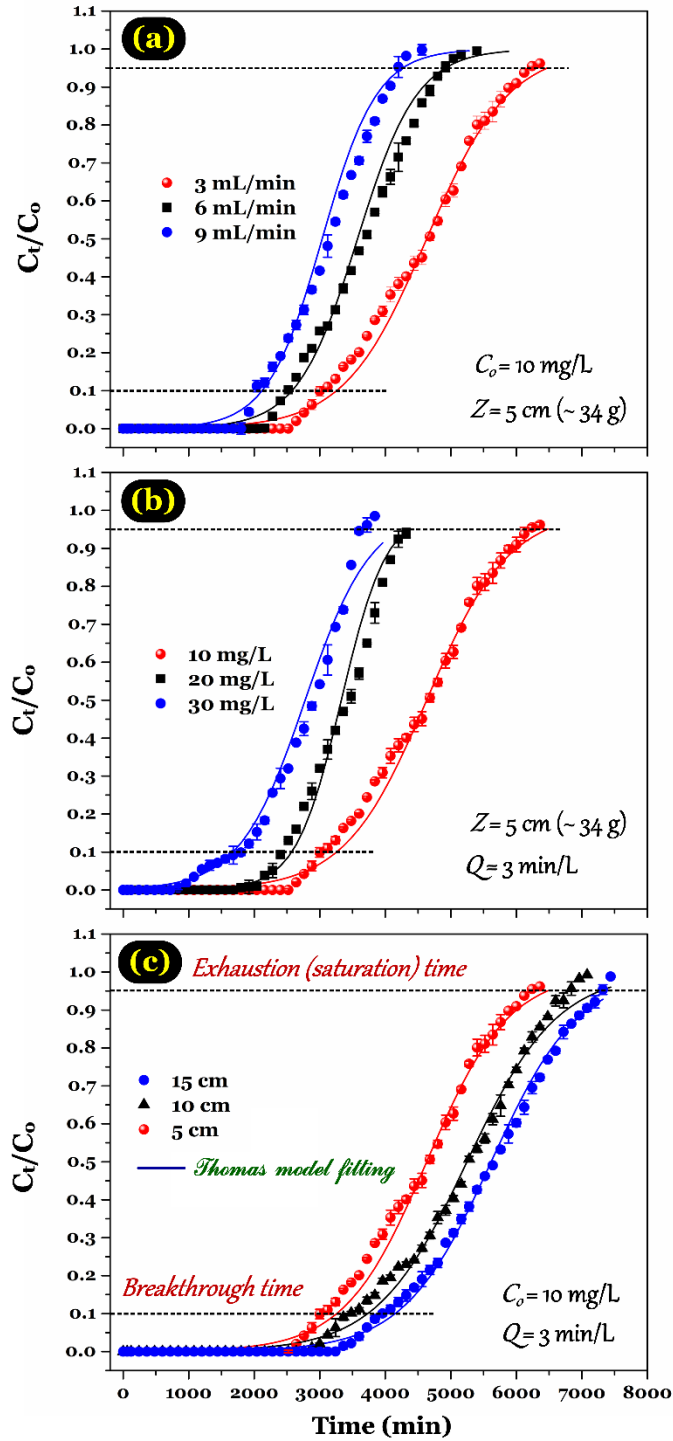 (a)
1.1
1.0
0.9
0.8
0.7
0.6
0.5
0.4
0.3
0.2
0.1
0.0
Ct/Co
3 mL/min
6 mL/min
9 mL/min
Co = 10 mg/L
Z = 5 cm (~ 34 g)
(b)
1.1
1.0
0.9
0.8
0.7
0.6
0.5
0.4
0.3
0.2
0.1
0.0
Ct/Co
10 mg/L
20 mg/L
30 mg/L
Z = 5 cm (~ 34 g)
Q = 3 min/L
(c)
Exhaustion (saturation) time
1.1
1.0
0.9
0.8
0.7
0.6
0.5
0.4
0.3
0.2
0.1
0.0
Ct/Co
15 cm
10 cm
5 cm
Thomas model fitting
Breakthrough time
Co = 10 mg/L
Q = 3 min/L
0 1000 2000 3000 4000 5000 6000 7000 8000
Time (min)